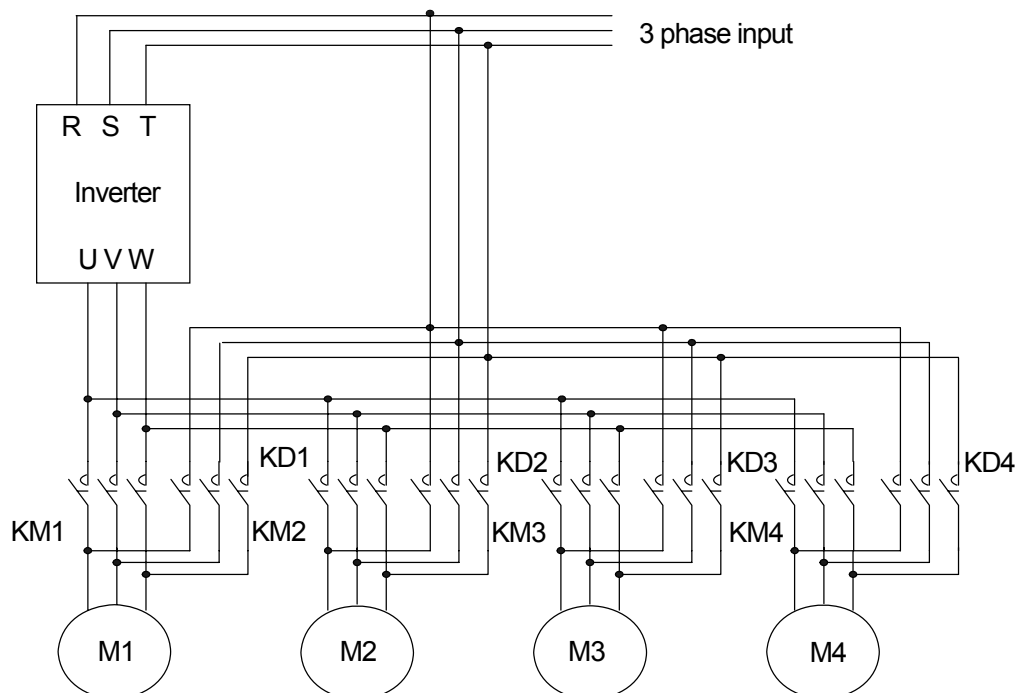 3 phase input
R S T
Inverter
U V W
KD1
KD2
KD3
KD4
KM1
KM2
KM3
KM4
M1
M2
M3
M4